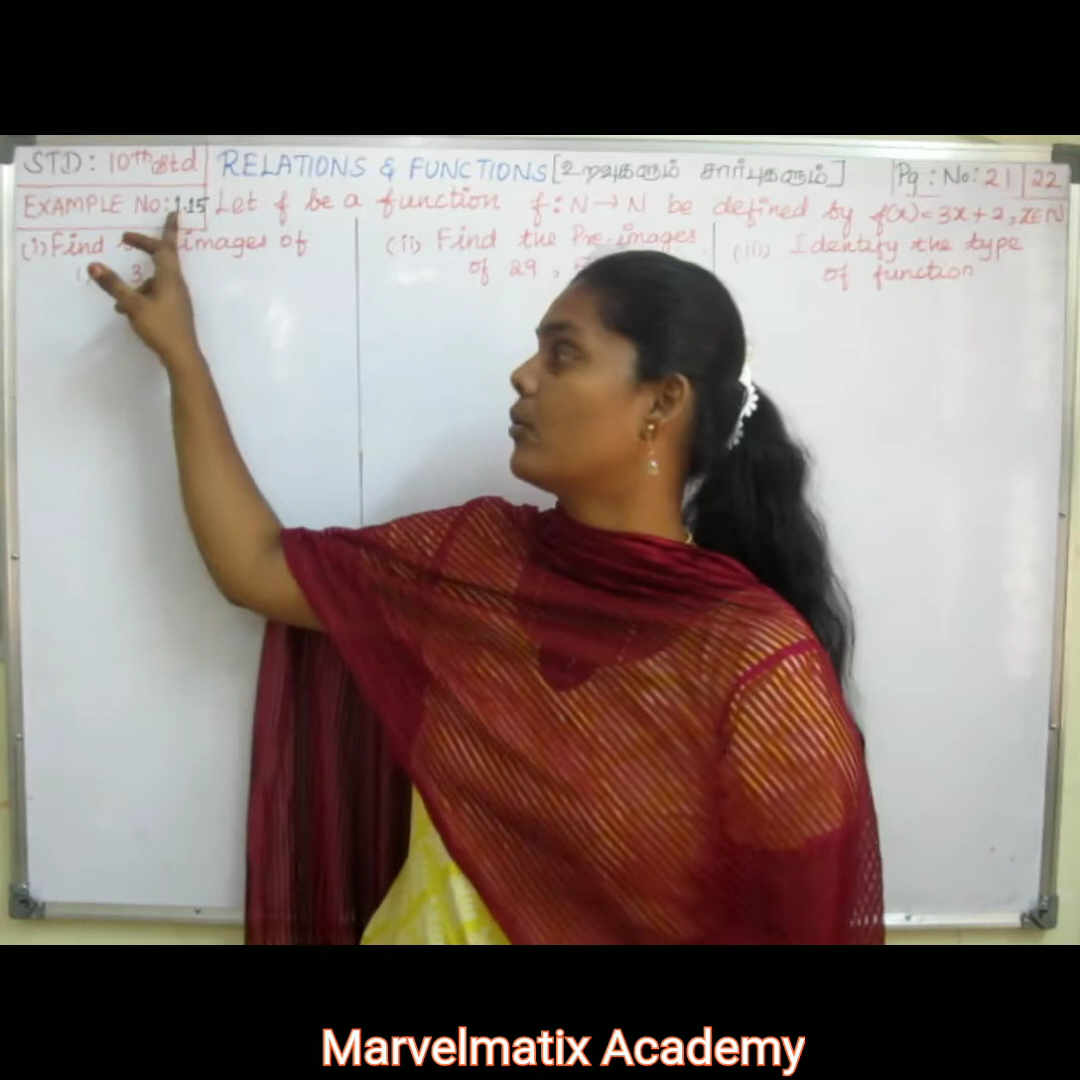 STD: 10th std RELATIONS & FUNCTIONS [உறவுகளும் சார்புகளும்] Pg: No: 21 22
EXAMPLE No: 1.15 Let f be a function f: N→N be defined by f(x)=3x+2, x∈N
(i) Find images of (ii) Find the Pre-images (iii) Identify the type
3 of 29, of function
Marvelmatix Academy